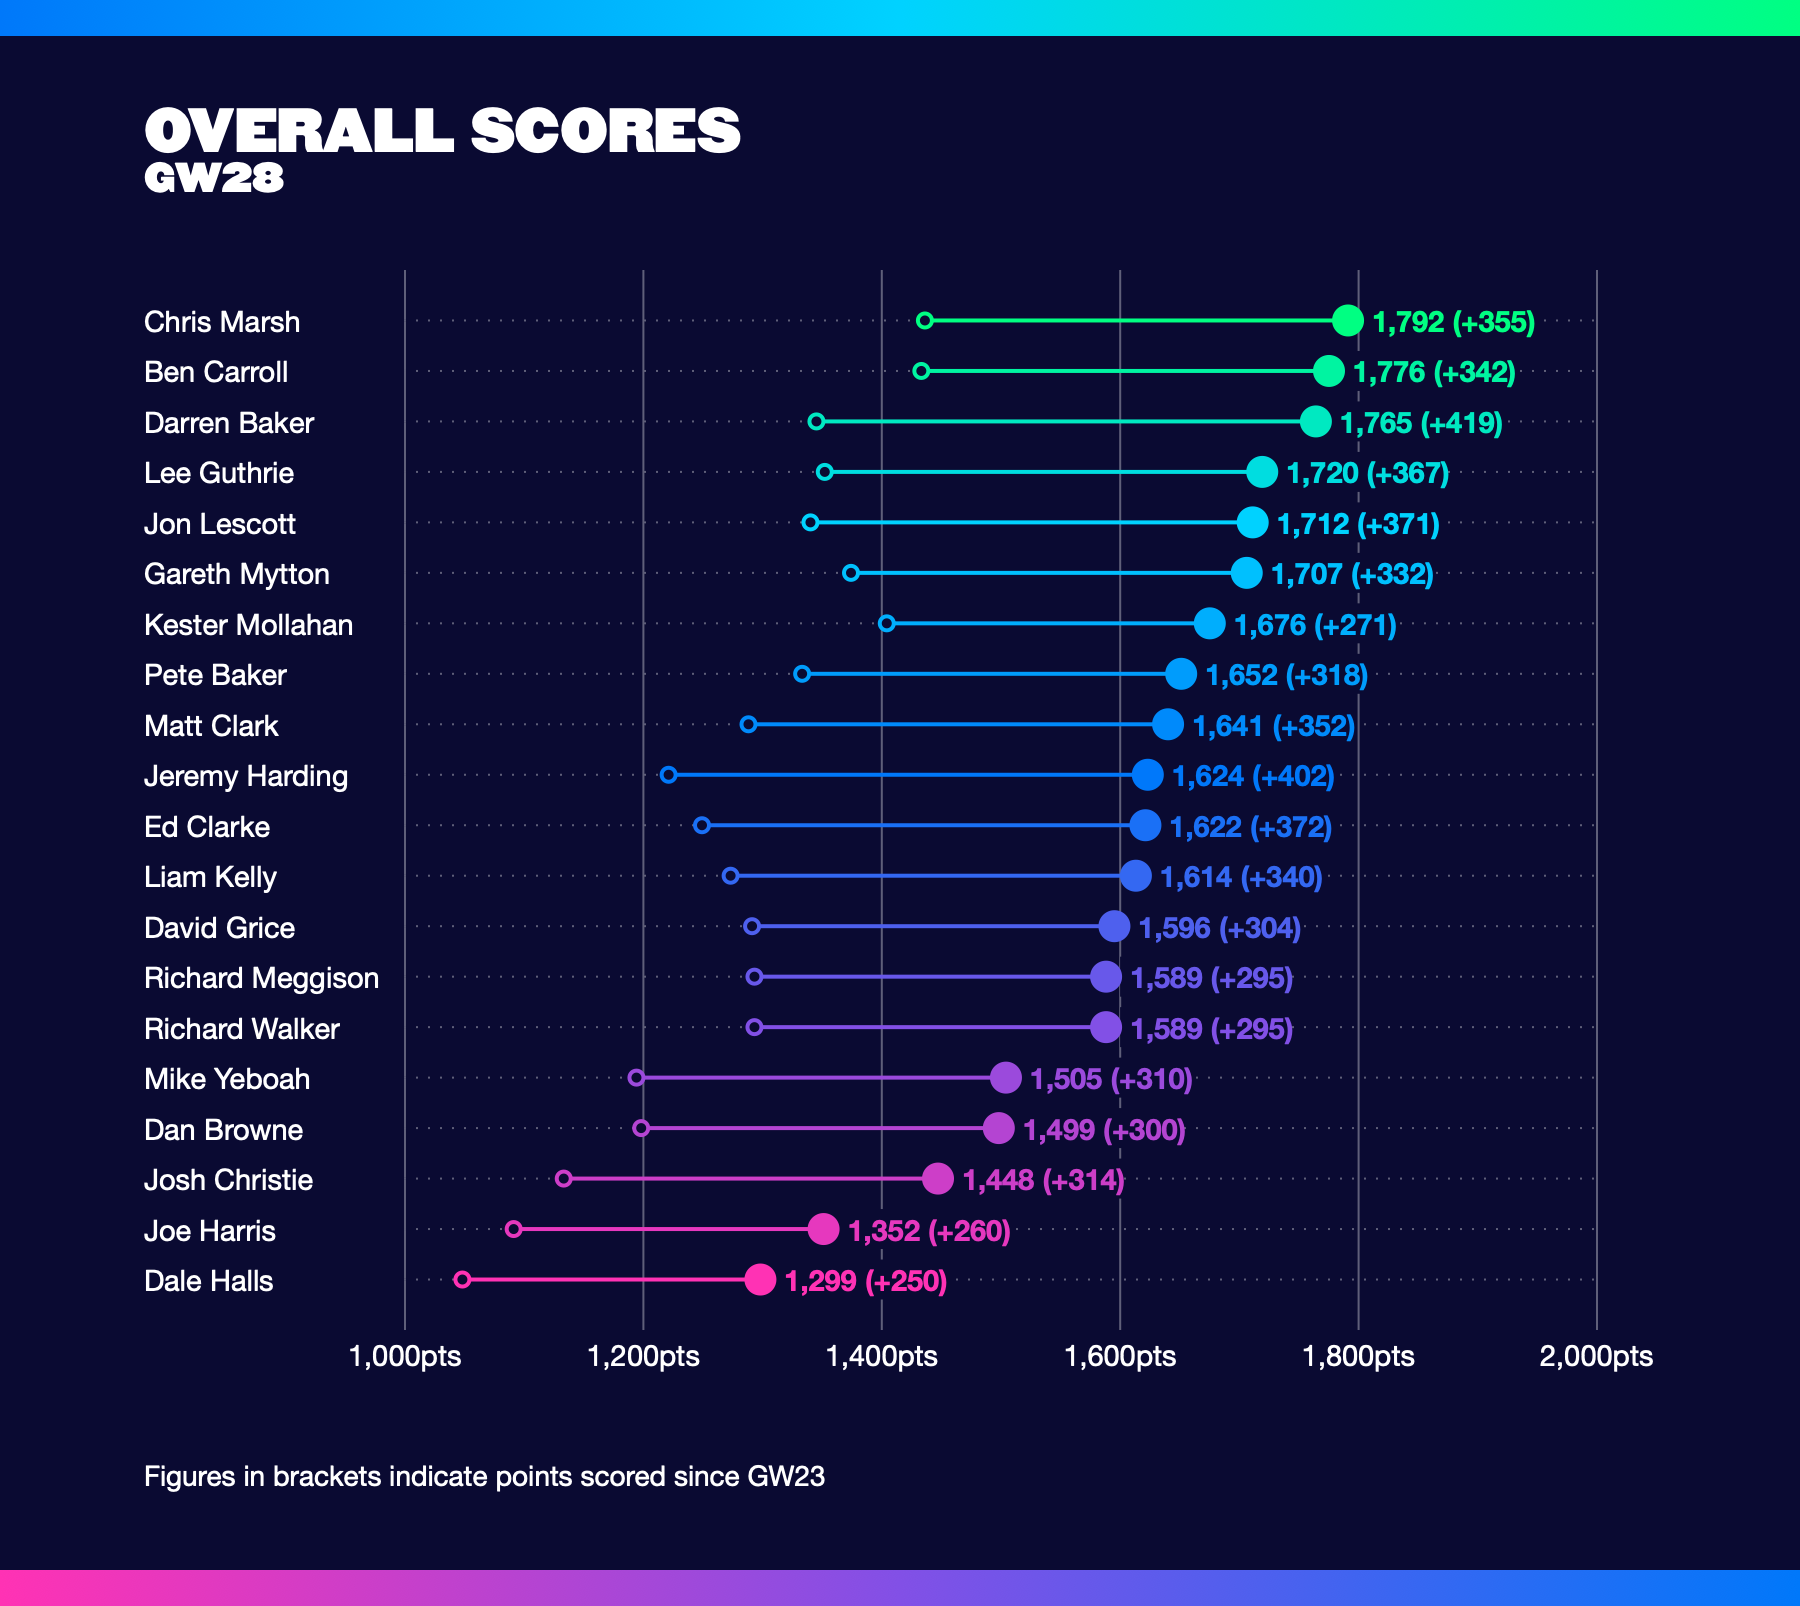 OVERALL SCORES
GW28
Chris Marsh 1,792 (+355)
Ben Carroll 1,776 (+342)
Darren Baker 1,765 (+419)
Lee Guthrie 1,720 (+367)
Jon Lescott 1,712 (+371)
Gareth Mytton 1,707 (+332)
Kester Mollahan 1,676 (+271)
Pete Baker 1,652 (+318)
Matt Clark 1,641 (+352)
Jeremy Harding 1,624 (+402)
Ed Clarke 1,622 (+372)
Liam Kelly 1,614 (+340)
David Grice 1,596 (+304)
Richard Meggison 1,589 (+295)
Richard Walker 1,589 (+295)
Mike Yeboah 1,505 (+310)
Dan Browne 1,499 (+300)
Josh Christie 1,448 (+314)
Joe Harris 1,352 (+260)
Dale Halls 1,299 (+250)
1,000pts 1,200pts 1,400pts 1,600pts 1,800pts 2,000pts
Figures in brackets indicate points scored since GW23